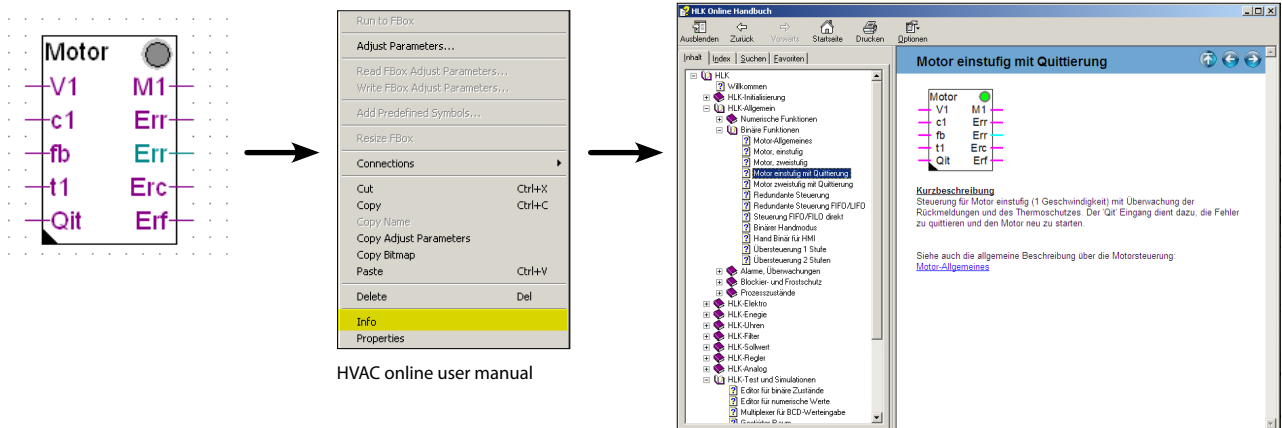 Motor
V1 M1
c1 Err
fb Err
t1 Erc
Qit Erf
Run to FBox
Adjust Parameters...
Read FBox Adjust Parameters...
Write FBox Adjust Parameters...
Add Predefined Symbols...
Resize FBox
Connections
Cut Ctrl+X
Copy Ctrl+C
Copy Name
Copy Adjust Parameters
Copy Bitmap
Paste Ctrl+V
Delete Del
Info
Properties
HVAC online user manual
HLK Online Handbuch
Ausblenden Zurück Vorwärts Startseite Drucken Optionen
Inhalt Index Suchen Favoriten
HLK
Willkommen
HLK-Initialisierung
HLK-Allgemein
Numerische Funktionen
Binäre Funktionen
Motor-Allgemeines
Motor, einstufig
Motor, zweistufig
Motor einstufig mit Quittierung
Motor zweistufig mit Quittierung
Redundante Steuerung
Redundante Steuerung FIFO/LIFO
Steuerung FIFO/FILO direkt
Binärer Handmodus
Hand Binär für HMI
Übersteuerung 1 Stufe
Übersteuerung 2 Stufen
Alarme, Überwachungen
Blockier- und Frostschutz
Prozesszustände
HLK-Elektro
HLK-Enegie
HLK-Uhren
HLK-Filter
HLK-Sollwert
HLK-Regler
HLK-Analog
HLK-Test und Simulationen
Editor für binäre Zustände
Editor für numerische Werte
Multiplexer für BCD-Werteingabe
Motor einstufig mit Quittierung
Motor
V1 M1
c1 Err
fb Err
t1 Erc
Qit Erf
Kurzbeschreibung
Steuerung für Motor einstufig (1 Geschwindigkeit) mit Überwachung der
Rückmeldungen und des Thermoschutzes. Der 'Qit' Eingang dient dazu, die Fehler
zu quittieren und den Motor neu zu starten.
Siehe auch die allgemeine Beschreibung über die Motorsteuerung:
Motor-Allgemeines